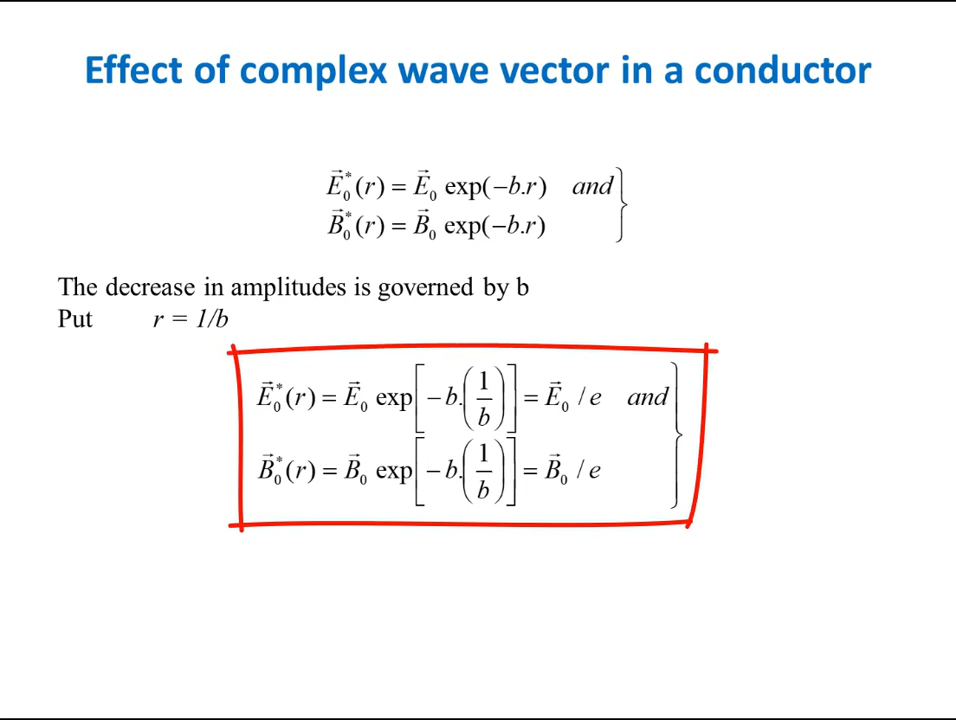 Effect of complex wave vector in a conductor
E⃗₀*(r) = E⃗₀ exp(−b.r) and
B⃗₀*(r) = B⃗₀ exp(−b.r)
The decrease in amplitudes is governed by b
Put r = 1/b
E⃗₀*(r) = E⃗₀ exp[−b.(1/b)] = E⃗₀ / e and
B⃗₀*(r) = B⃗₀ exp[−b.(1/b)] = B⃗₀ / e